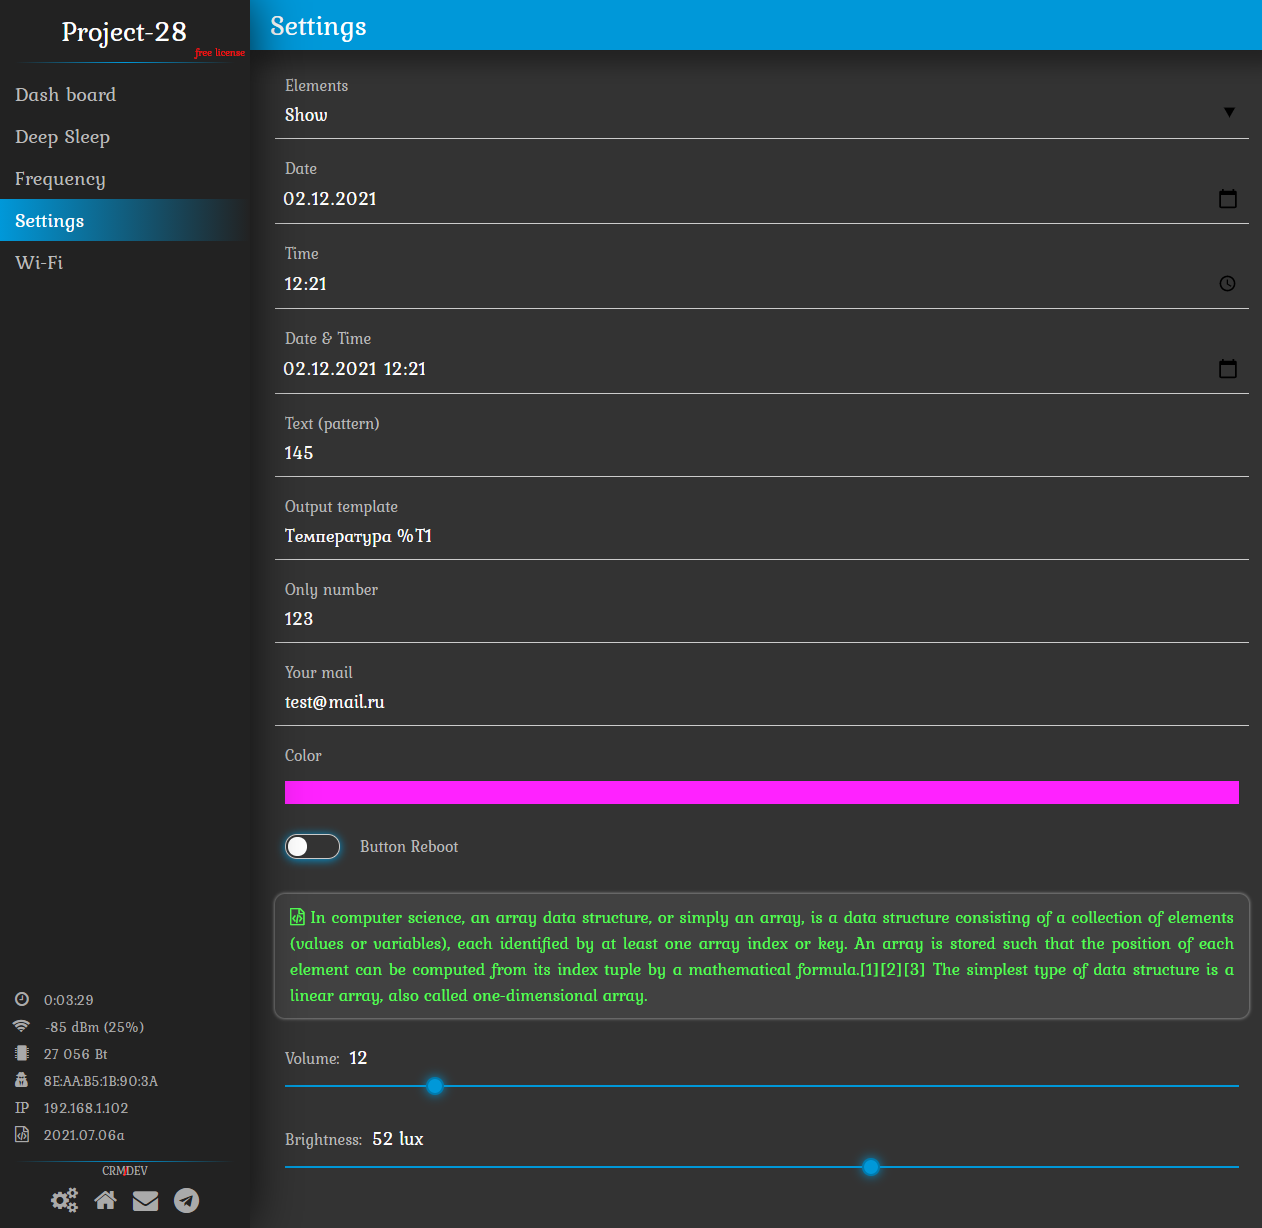 Project-28
free license
Dash board
Deep Sleep
Frequency
Settings
Wi-Fi
0:03:29
-85 dBm (25%)
27 056 Bt
8E:AA:B5:1B:90:3A
IP 192.168.1.102
2021.07.06a
CRMDEV
Settings
Elements
Show
Date
02.12.2021
Time
12:21
Date & Time
02.12.2021 12:21
Text (pattern)
145
Output template
Температура %T1
Only number
123
Your mail
test@mail.ru
Color
Button Reboot
In computer science, an array data structure, or simply an array, is a data structure consisting of a collection of elements
(values or variables), each identified by at least one array index or key. An array is stored such that the position of each
element can be computed from its index tuple by a mathematical formula.[1][2][3] The simplest type of data structure is a
linear array, also called one-dimensional array.
Volume: 12
Brightness: 52 lux